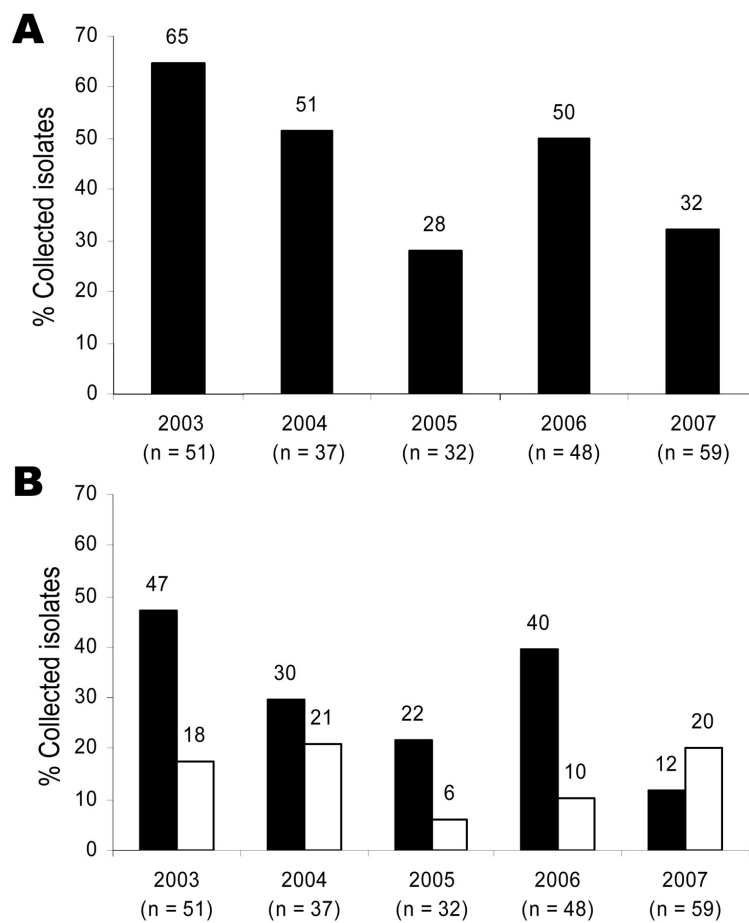 A
% Collected isolates
70
60
50
40
30
20
10
0
65
51
28
50
32
2003 2004 2005 2006 2007
(n = 51) (n = 37) (n = 32) (n = 48) (n = 59)
B
% Collected isolates
70
60
50
40
30
20
10
0
47 18 30 21 22 6 40 10 12 20
2003 2004 2005 2006 2007
(n = 51) (n = 37) (n = 32) (n = 48) (n = 59)